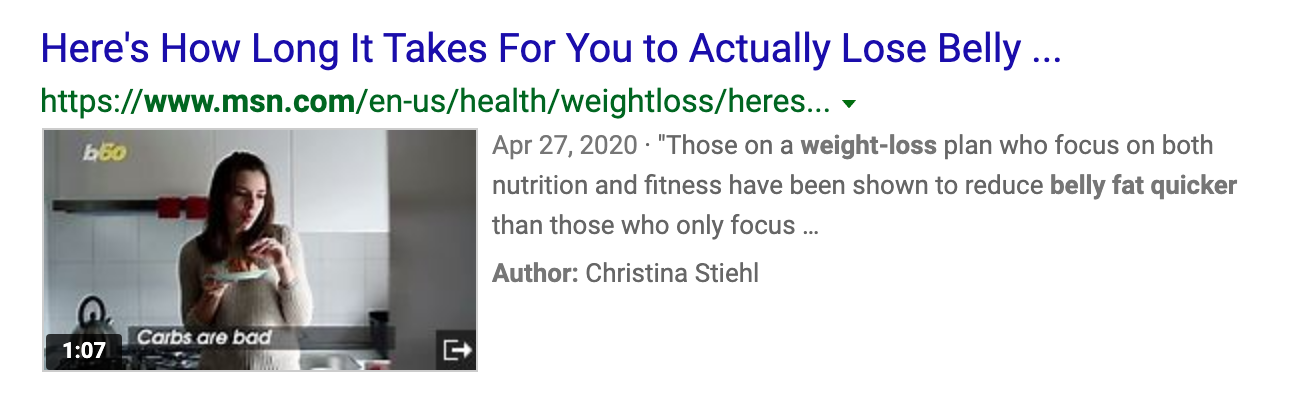 Here's How Long It Takes For You to Actually Lose Belly ...
https://www.msn.com/en-us/health/weightloss/heres...
b60
Apr 27, 2020 · "Those on a weight-loss plan who focus on both
nutrition and fitness have been shown to reduce belly fat quicker
than those who only focus ...
Author: Christina Stiehl
Carbs are bad
1:07